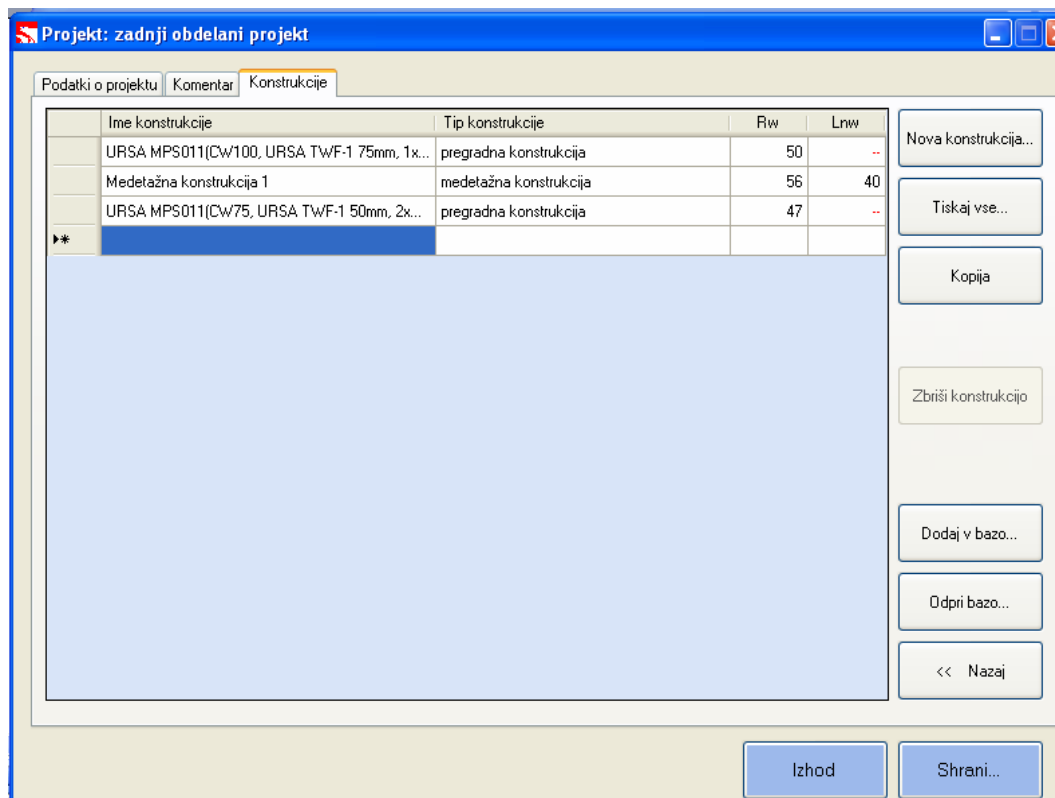 Projekt: zadnji obdelani projekt
Podatki o projektu Komentar Konstrukcije
Ime konstrukcije Tip konstrukcije Rw Lnw
URSA MPS011(CW100, URSA TWF-1 75mm, 1x... pregradna konstrukcija 50 --
Medetažna konstrukcija 1 medetažna konstrukcija 56 40
URSA MPS011(CW75, URSA TWF-1 50mm, 2x... pregradna konstrukcija 47 --
Nova konstrukcija...
Tiskaj vse...
Kopija
Zbriši konstrukcijo
Dodaj v bazo...
Odpri bazo...
<< Nazaj
Izhod Shrani...